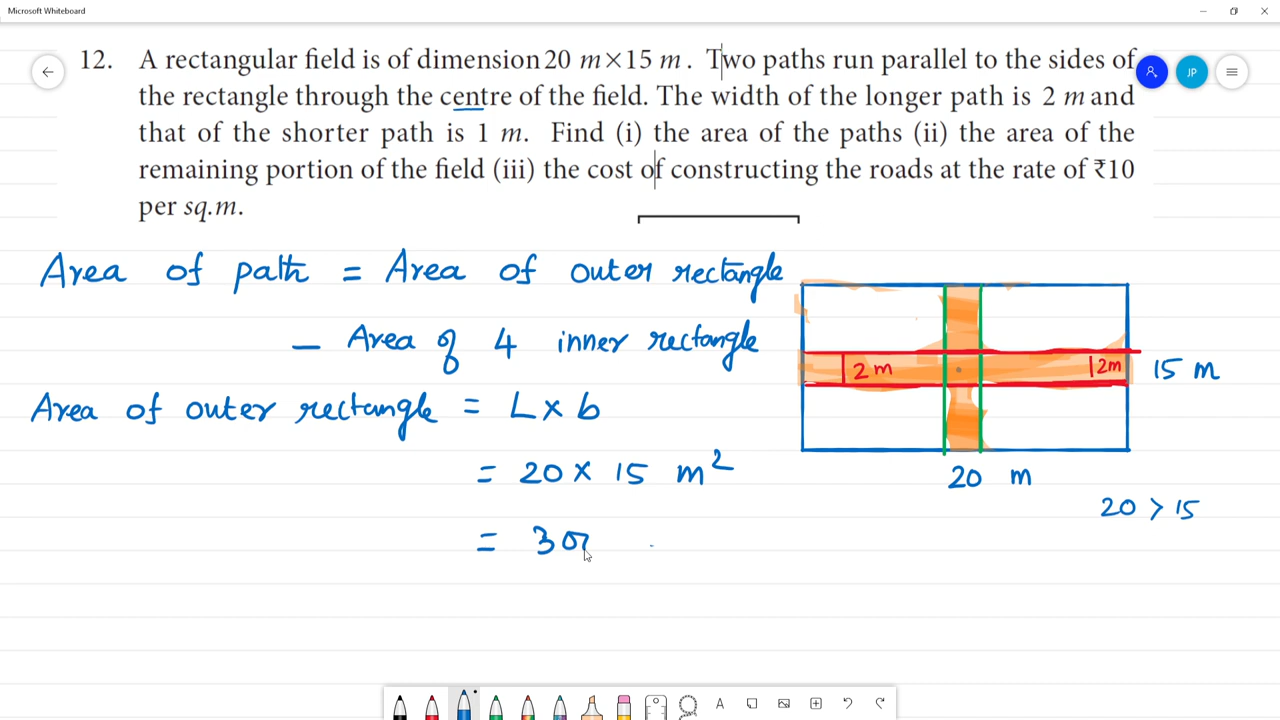 Microsoft Whiteboard
12. A rectangular field is of dimension 20 m×15 m. Two paths run parallel to the sides of
the rectangle through the centre of the field. The width of the longer path is 2 m and
that of the shorter path is 1 m. Find (i) the area of the paths (ii) the area of the
remaining portion of the field (iii) the cost of constructing the roads at the rate of ₹10
per sq.m.
JP
Area of path = Area of outer rectangle
— Area of 4 inner rectangle
Area of outer rectangle = L × b
= 20 × 15 m²
= 300
2 m
2m
15 m
20 m
20 > 15
A